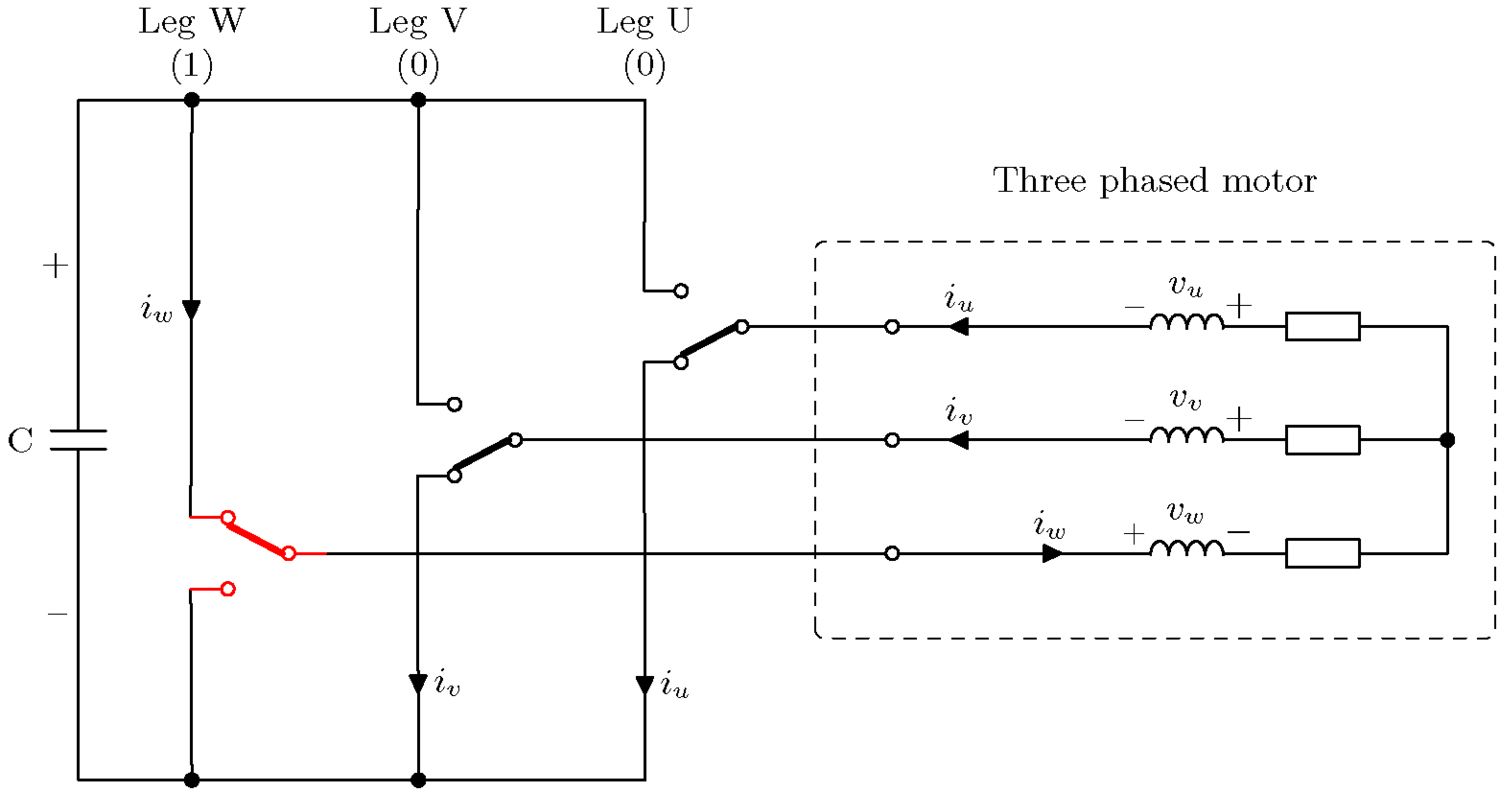 Leg W Leg V Leg U
(1) (0) (0)
Three phased motor
+
i_w
C
−
i_v
i_u
i_u − v_u +
i_v − v_v +
i_w + v_w −